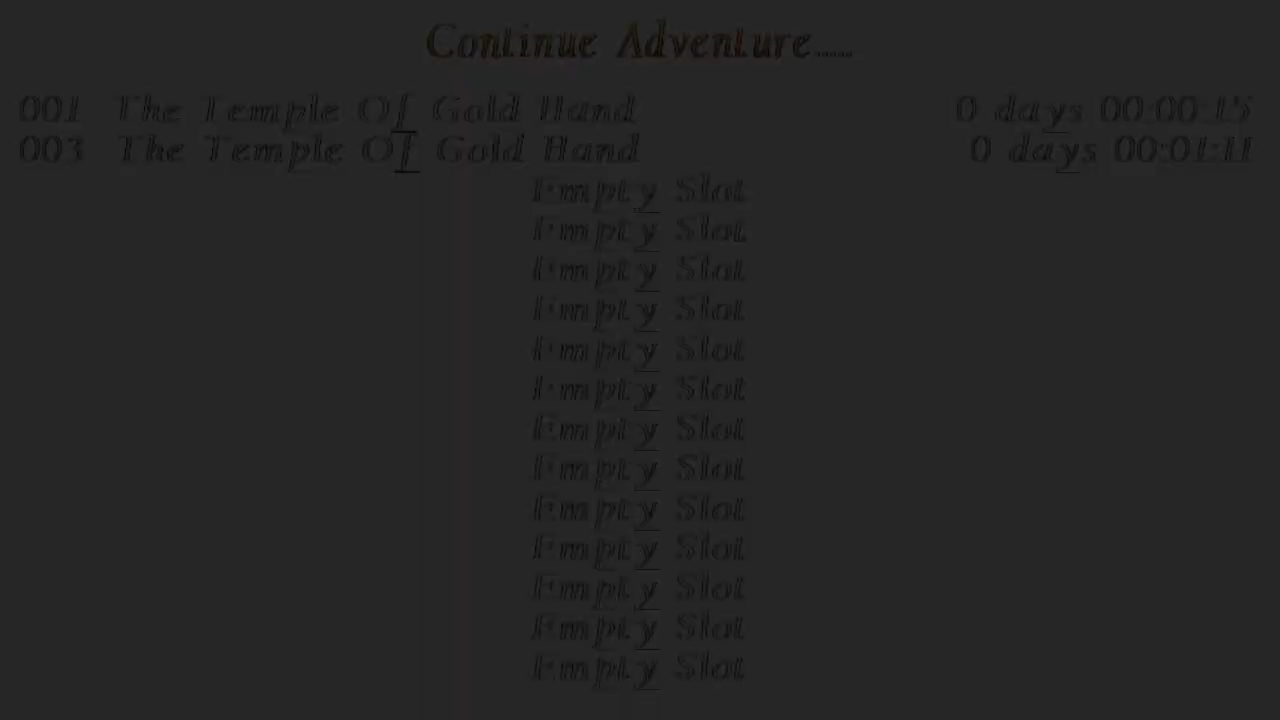 Continue Adventure......
001 The Temple Of Gold Hand 0 days 00:00:15
003 The Temple Of Gold Hand 0 days 00:01:11
Empty Slot
Empty Slot
Empty Slot
Empty Slot
Empty Slot
Empty Slot
Empty Slot
Empty Slot
Empty Slot
Empty Slot
Empty Slot
Empty Slot
Empty Slot